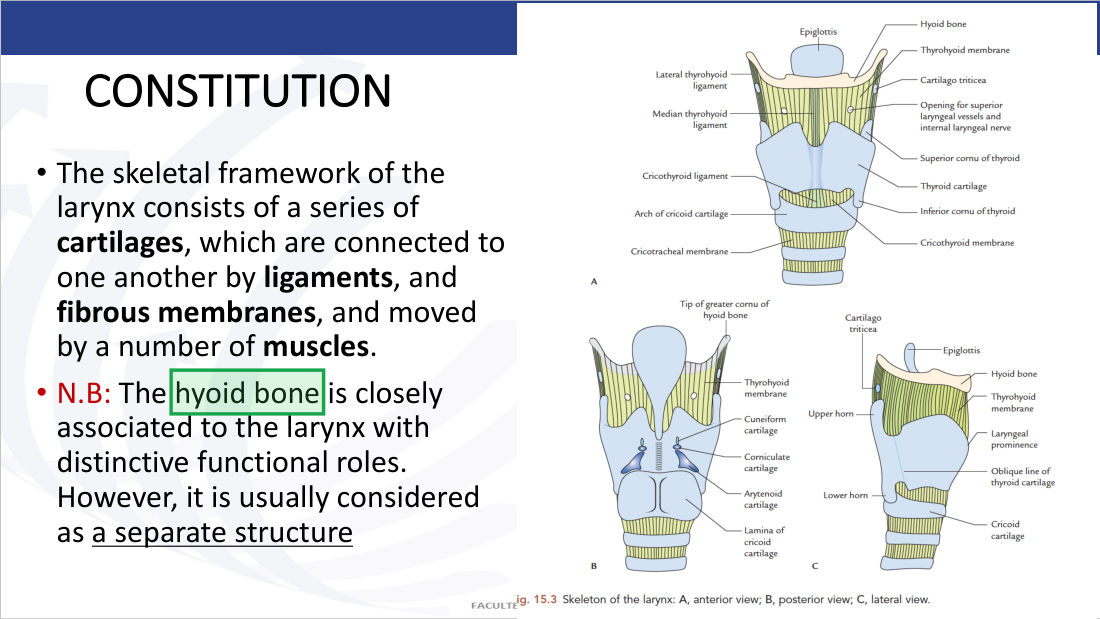 CONSTITUTION
• The skeletal framework of the
larynx consists of a series of
cartilages, which are connected to
one another by ligaments, and
fibrous membranes, and moved
by a number of muscles.
• N.B: The hyoid bone is closely
associated to the larynx with
distinctive functional roles.
However, it is usually considered
as a separate structure
FACULTE
Epiglottis
Lateral thyrohyoid
ligament
Median thyrohyoid
ligament
Cricothyroid ligament
Arch of cricoid cartilage
Cricotracheal membrane
Hyoid bone
Thyrohyoid membrane
Cartilago triticea
Opening for superior
laryngeal vessels and
internal laryngeal nerve
Superior cornu of thyroid
Thyroid cartilage
Inferior cornu of thyroid
Cricothyroid membrane
A
Tip of greater cornu of
hyoid bone
Thyrohyoid
membrane
Cuneiform
cartilage
Corniculate
cartilage
Arytenoid
cartilage
Lamina of
cricoid
cartilage
B
Cartilago
triticea
Epiglottis
Upper horn
Lower horn
Hyoid bone
Thyrohyoid
membrane
Laryngeal
prominence
Oblique line of
thyroid cartilage
Cricoid
cartilage
C
ig. 15.3 Skeleton of the larynx: A, anterior view; B, posterior view; C, lateral view.